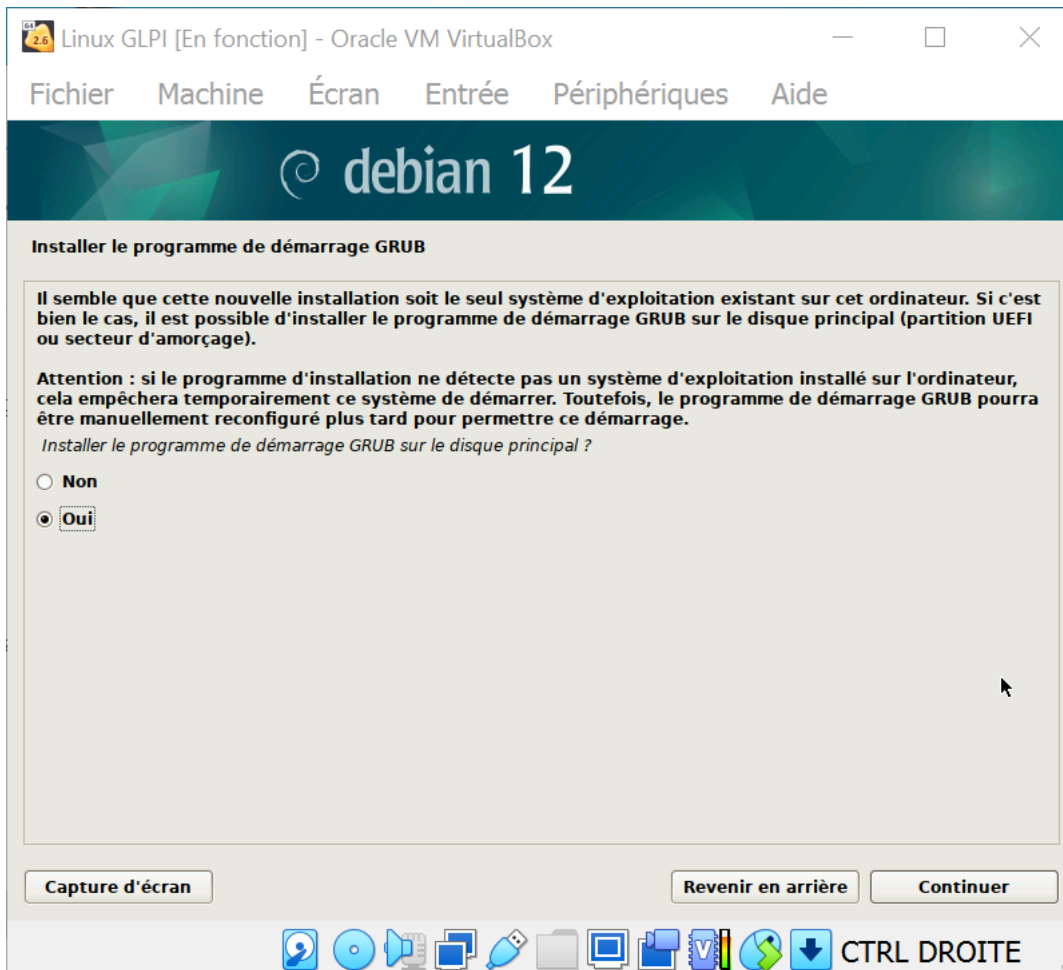 Linux GLPI [En fonction] - Oracle VM VirtualBox
Fichier Machine Écran Entrée Périphériques Aide
debian 12
Installer le programme de démarrage GRUB
Il semble que cette nouvelle installation soit le seul système d'exploitation existant sur cet ordinateur. Si c'est
bien le cas, il est possible d'installer le programme de démarrage GRUB sur le disque principal (partition UEFI
ou secteur d'amorçage).
Attention : si le programme d'installation ne détecte pas un système d'exploitation installé sur l'ordinateur,
cela empêchera temporairement ce système de démarrer. Toutefois, le programme de démarrage GRUB pourra
être manuellement reconfiguré plus tard pour permettre ce démarrage.
Installer le programme de démarrage GRUB sur le disque principal ?
Non
Oui
Capture d'écran Revenir en arrière Continuer
CTRL DROITE